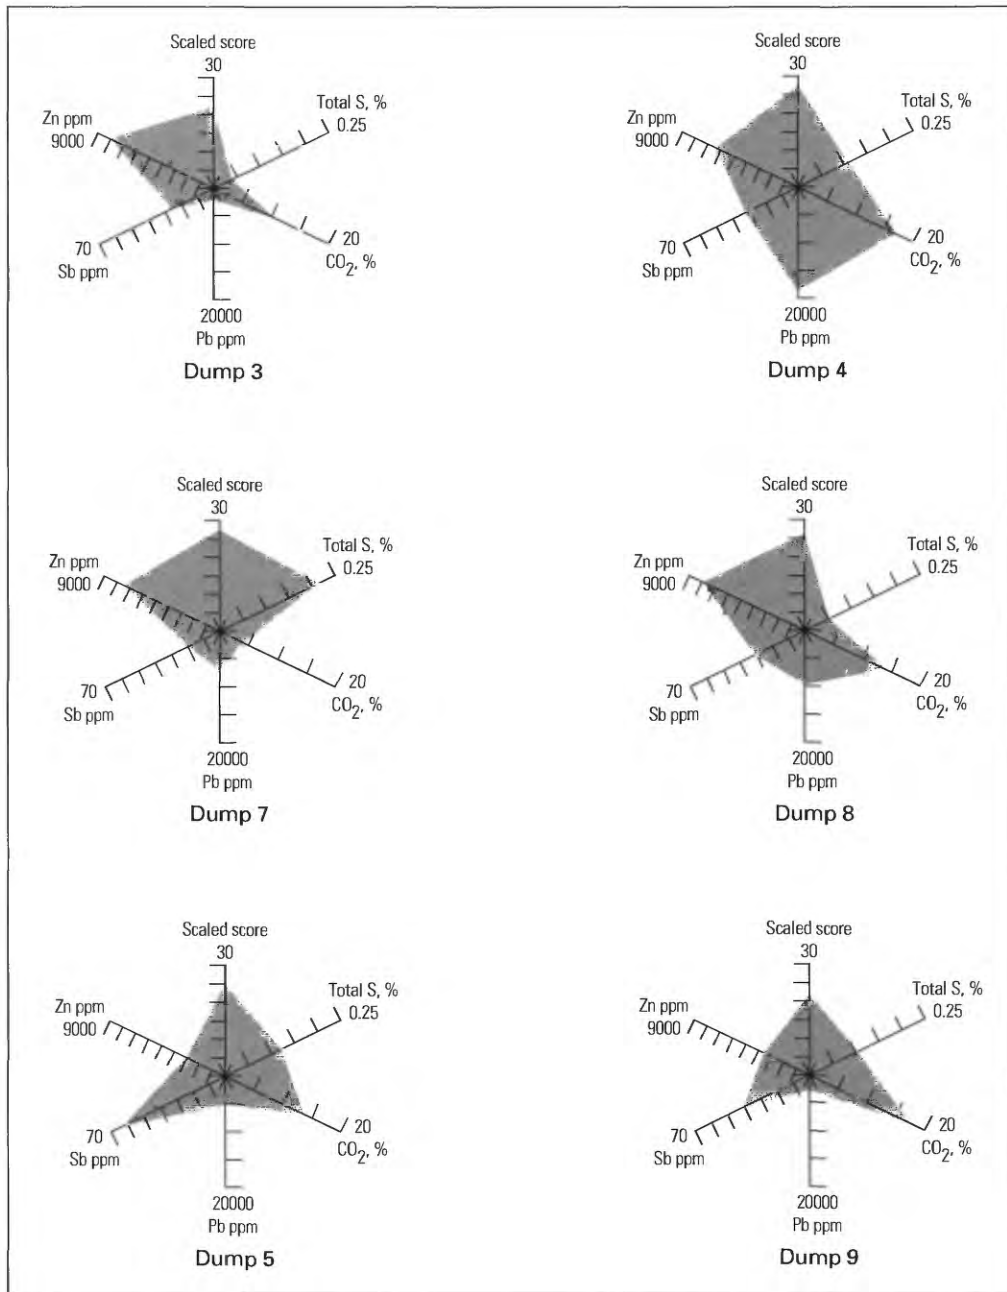 Scaled score
30
Total S, %
0.25
Zn ppm
9000
70
Sb ppm
20
CO2, %
20000
Pb ppm
Dump 3
Scaled score
30
Total S, %
0.25
Zn ppm
9000
70
Sb ppm
20
CO2, %
20000
Pb ppm
Dump 4
Scaled score
30
Total S, %
0.25
Zn ppm
9000
70
Sb ppm
20
CO2, %
20000
Pb ppm
Dump 7
Scaled score
30
Total S, %
0.25
Zn ppm
9000
70
Sb ppm
20
CO2, %
20000
Pb ppm
Dump 8
Scaled score
30
Total S, %
0.25
Zn ppm
9000
70
Sb ppm
20
CO2, %
20000
Pb ppm
Dump 5
Scaled score
30
Total S, %
0.25
Zn ppm
9000
70
Sb ppm
20
CO2, %
20000
Pb ppm
Dump 9